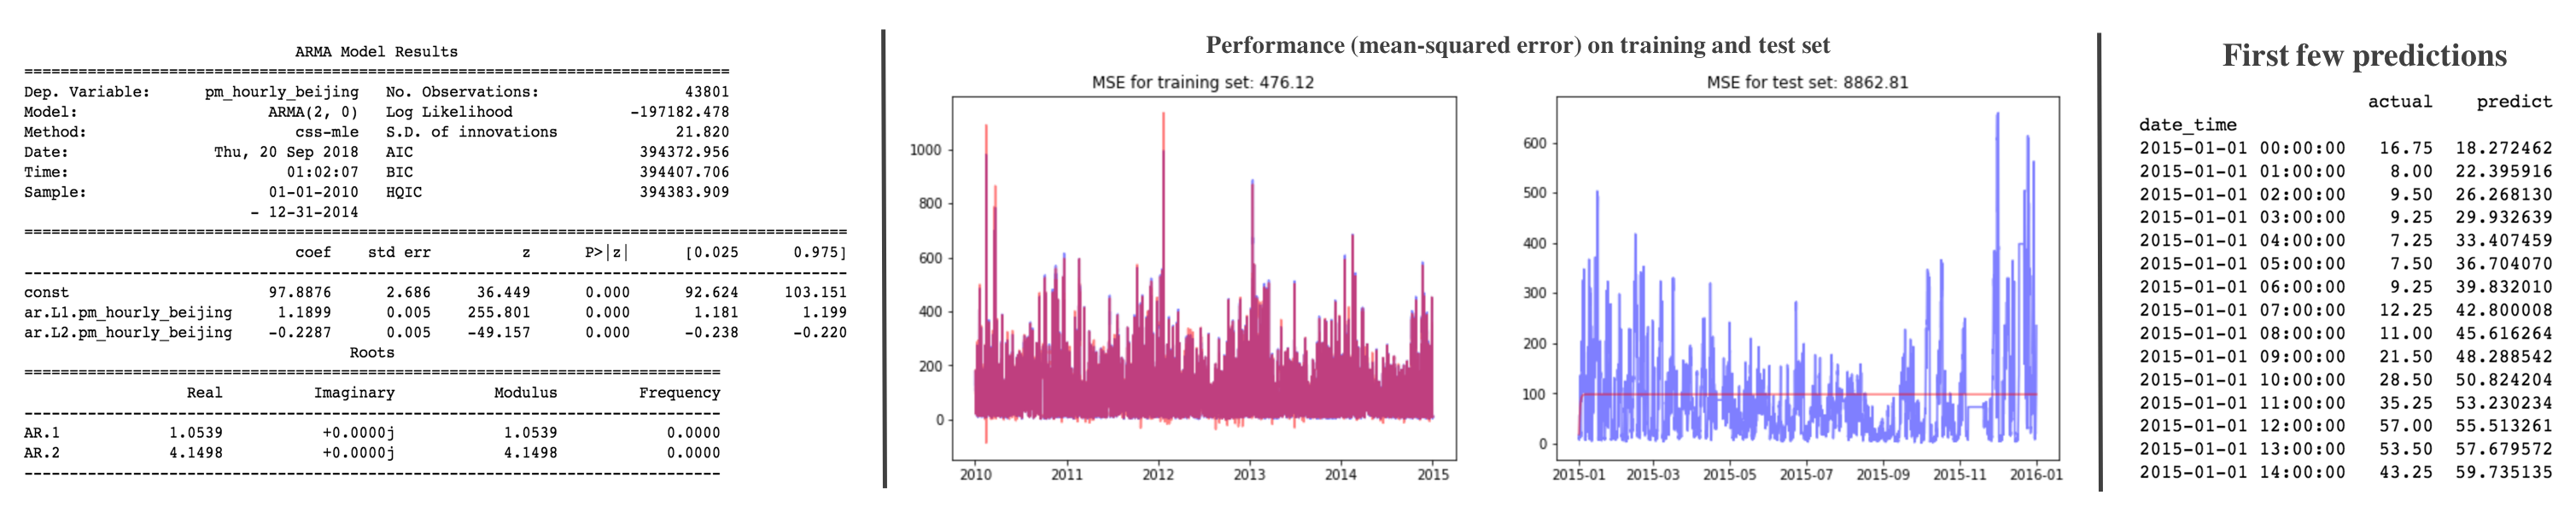 ARMA Model Results
==============================================================================
Dep. Variable: pm_hourly_beijing No. Observations: 43801
Model: ARMA(2, 0) Log Likelihood -197182.478
Method: css-mle S.D. of innovations 21.820
Date: Thu, 20 Sep 2018 AIC 394372.956
Time: 01:02:07 BIC 394407.706
Sample: 01-01-2010 HQIC 394383.909
- 12-31-2014
===========================================================================================
coef std err z P>|z| [0.025 0.975]
-------------------------------------------------------------------------------------------
const 97.8876 2.686 36.449 0.000 92.624 103.151
ar.L1.pm_hourly_beijing 1.1899 0.005 255.801 0.000 1.181 1.199
ar.L2.pm_hourly_beijing -0.2287 0.005 -49.157 0.000 -0.238 -0.220
Roots
=============================================================================
Real Imaginary Modulus Frequency
-----------------------------------------------------------------------------
AR.1 1.0539 +0.0000j 1.0539 0.0000
AR.2 4.1498 +0.0000j 4.1498 0.0000
-----------------------------------------------------------------------------
Performance (mean-squared error) on training and test set
MSE for training set: 476.12
1000
800
600
400
200
0
2010 2011 2012 2013 2014 2015
MSE for test set: 8862.81
600
500
400
300
200
100
0
2015-01 2015-03 2015-05 2015-07 2015-09 2015-11 2016-01
First few predictions
actual predict
date_time
2015-01-01 00:00:00 16.75 18.272462
2015-01-01 01:00:00 8.00 22.395916
2015-01-01 02:00:00 9.50 26.268130
2015-01-01 03:00:00 9.25 29.932639
2015-01-01 04:00:00 7.25 33.407459
2015-01-01 05:00:00 7.50 36.704070
2015-01-01 06:00:00 9.25 39.832010
2015-01-01 07:00:00 12.25 42.800008
2015-01-01 08:00:00 11.00 45.616264
2015-01-01 09:00:00 21.50 48.288542
2015-01-01 10:00:00 28.50 50.824204
2015-01-01 11:00:00 35.25 53.230234
2015-01-01 12:00:00 57.00 55.513261
2015-01-01 13:00:00 53.50 57.679572
2015-01-01 14:00:00 43.25 59.735135